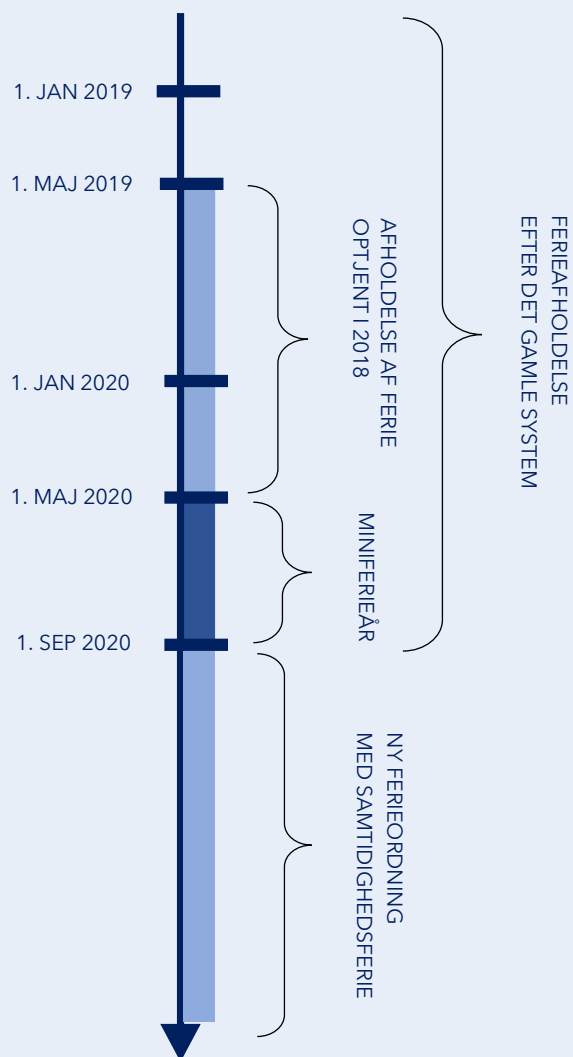 1. JAN 2019
1. MAJ 2019
1. JAN 2020
1. MAJ 2020
1. SEP 2020
AFHOLDELSE AF FERIE
OPTJENT I 2018
MINIFERIEÅR
NY FERIEORDNING
MED SAMTIDIGHEDSFERIE
FERIEAFHOLDELSE
EFTER DET GAMLE SYSTEM